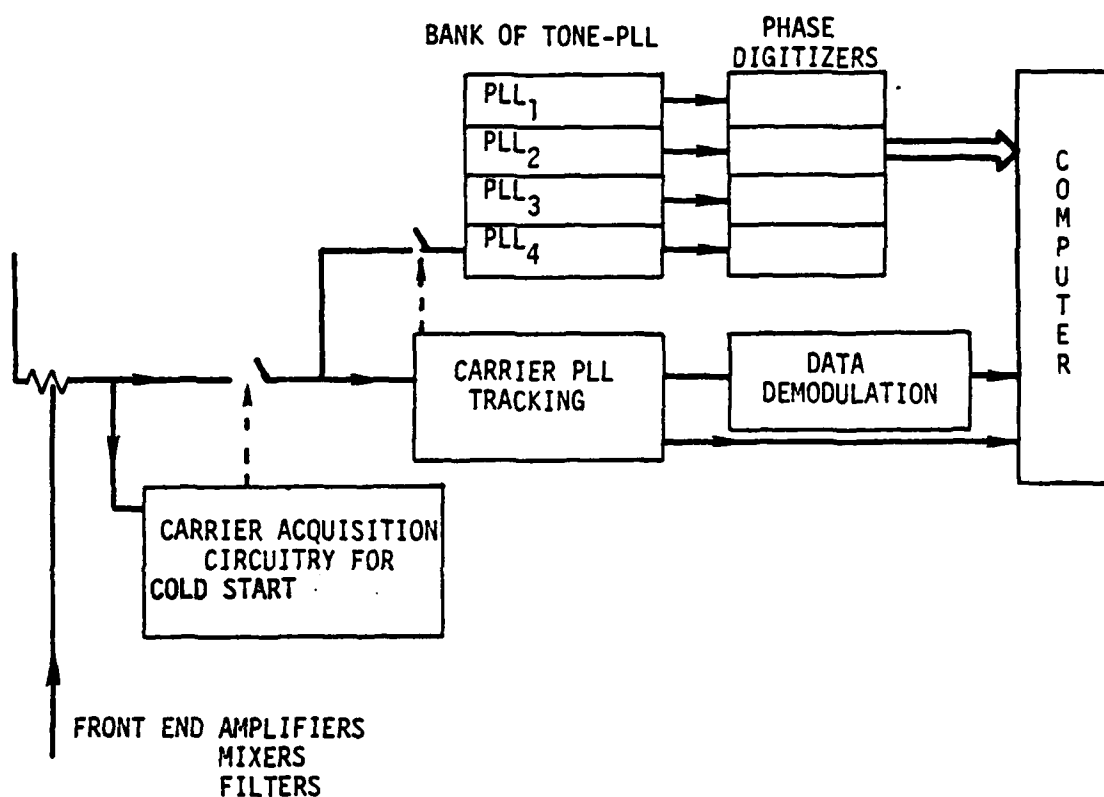 BANK OF TONE-PLL
PHASE
DIGITIZERS
PLL1
PLL2
PLL3
PLL4
COMPUTER
CARRIER PLL
TRACKING
DATA
DEMODULATION
CARRIER ACQUISITION
CIRCUITRY FOR
COLD START
FRONT END AMPLIFIERS
MIXERS
FILTERS